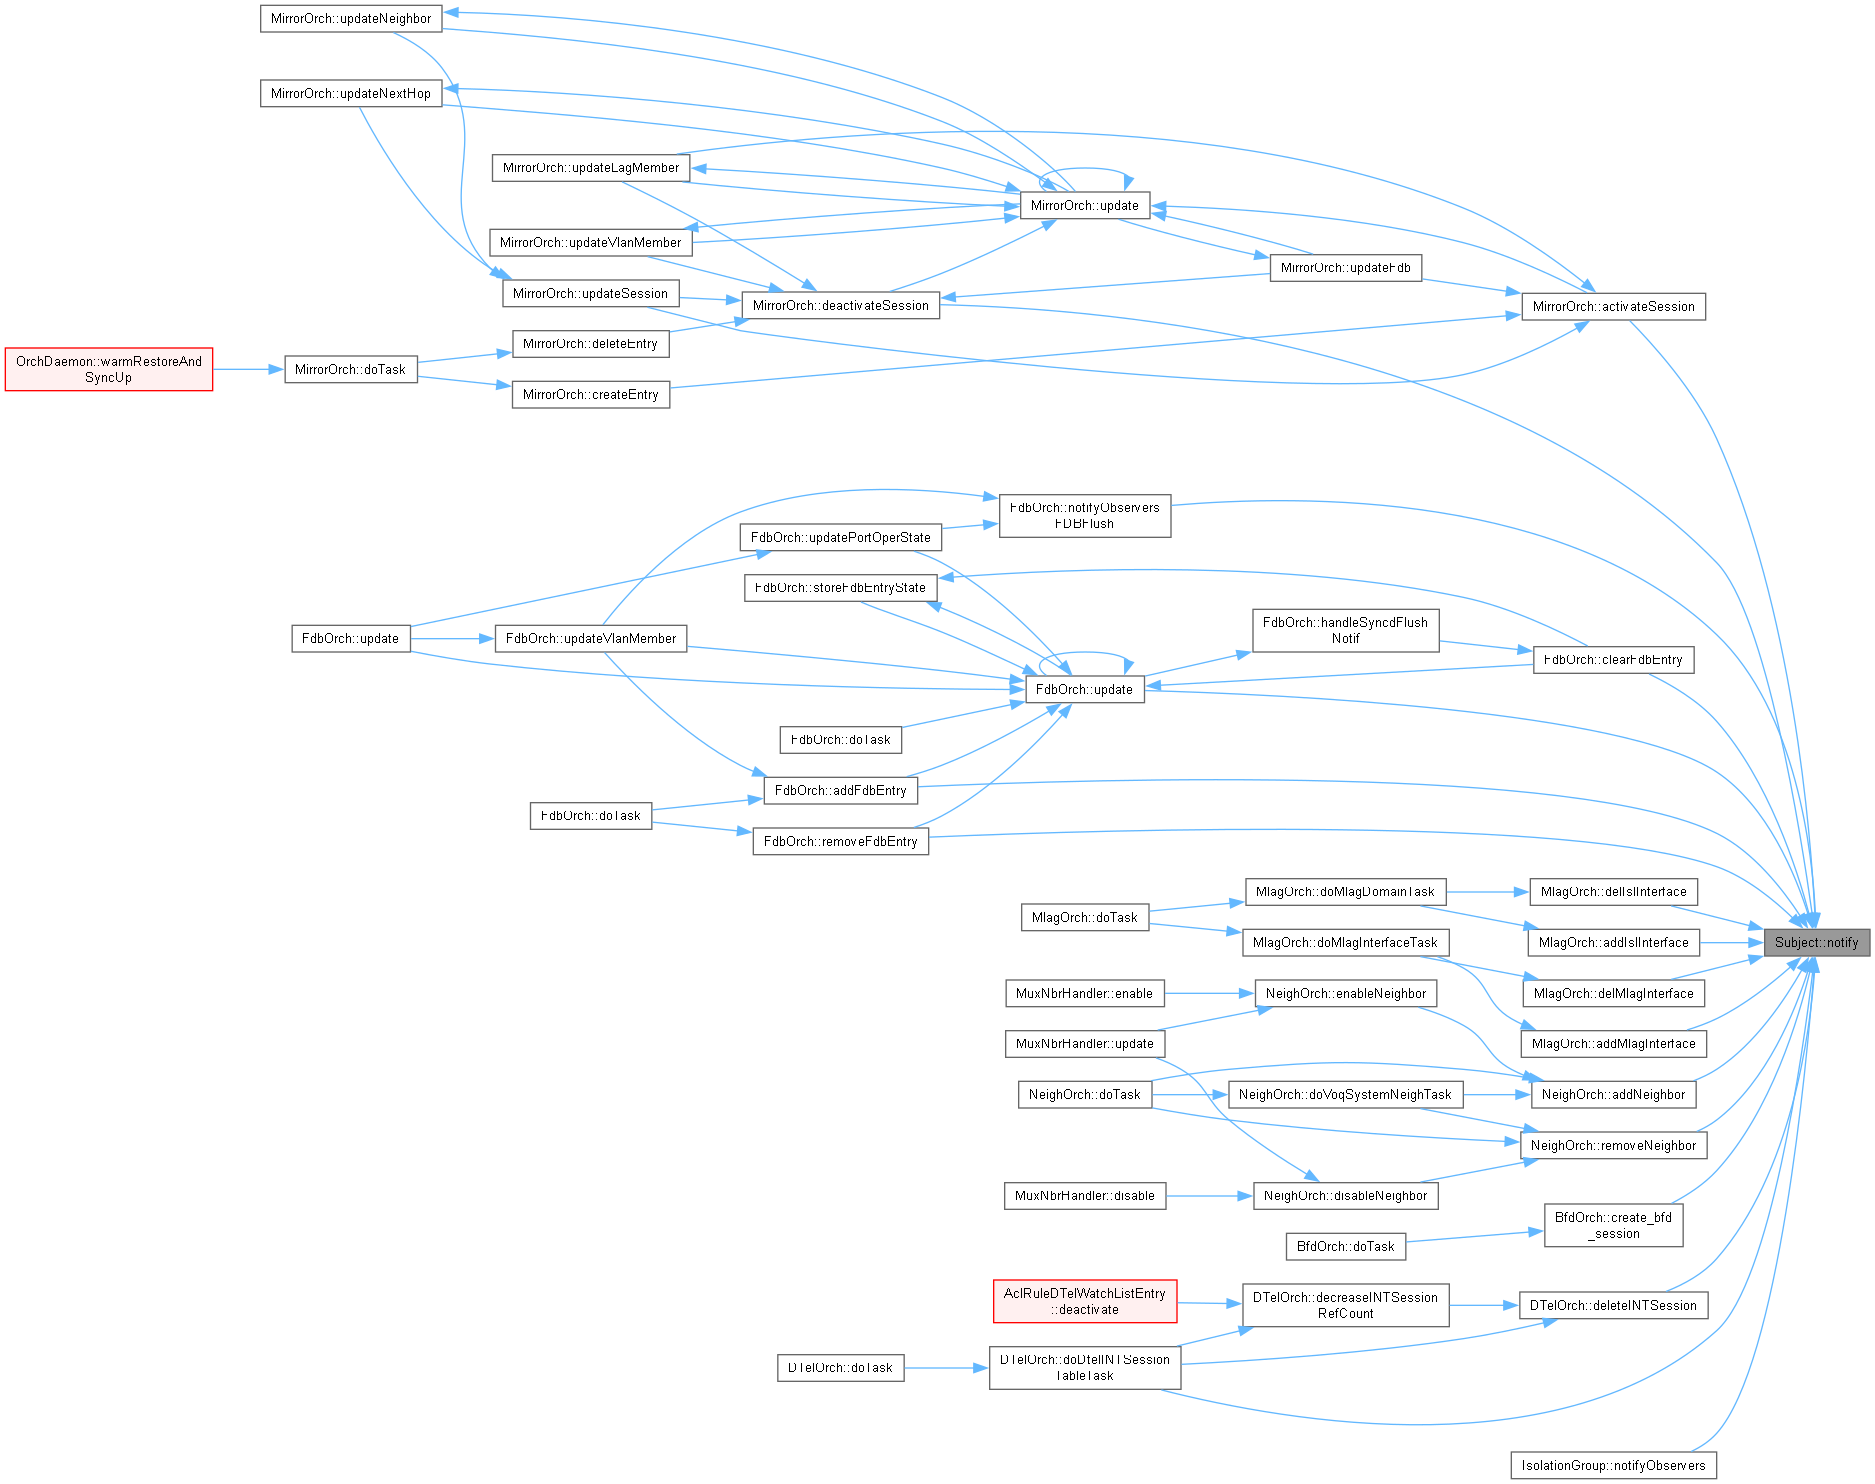 MirrorOrch::updateNeighbor
MirrorOrch::updateNextHop
MirrorOrch::updateLagMember
MirrorOrch::update
MirrorOrch::updateVlanMember
MirrorOrch::updateFdb
MirrorOrch::updateSession
MirrorOrch::deactivateSession
MirrorOrch::activateSession
MirrorOrch::deleteEntry
OrchDaemon::warmRestoreAnd
SyncUp
MirrorOrch::doTask
MirrorOrch::createEntry
FdbOrch::notifyObservers
FDBFlush
FdbOrch::updatePortOperState
FdbOrch::storeFdbEntryState
FdbOrch::handleSyncdFlush
Notif
FdbOrch::update
FdbOrch::updateVlanMember
FdbOrch::clearFdbEntry
FdbOrch::update
FdbOrch::doTask
FdbOrch::addFdbEntry
FdbOrch::doTask
FdbOrch::removeFdbEntry
MlagOrch::doMlagDomainTask
MlagOrch::delIslInterface
MlagOrch::doTask
MlagOrch::doMlagInterfaceTask
MlagOrch::addIslInterface
Subject::notify
MuxNbrHandler::enable
NeighOrch::enableNeighbor
MlagOrch::delMlagInterface
MuxNbrHandler::update
MlagOrch::addMlagInterface
NeighOrch::doTask
NeighOrch::doVoqSystemNeighTask
NeighOrch::addNeighbor
NeighOrch::removeNeighbor
MuxNbrHandler::disable
NeighOrch::disableNeighbor
BfdOrch::create_bfd
_session
BfdOrch::doTask
AclRuleDTelWatchListEntry
::deactivate
DTelOrch::decreaseINTSession
RefCount
DTelOrch::deleteINTSession
DTelOrch::doTask
DTelOrch::doDtelINTSession
TableTask
IsolationGroup::notifyObservers